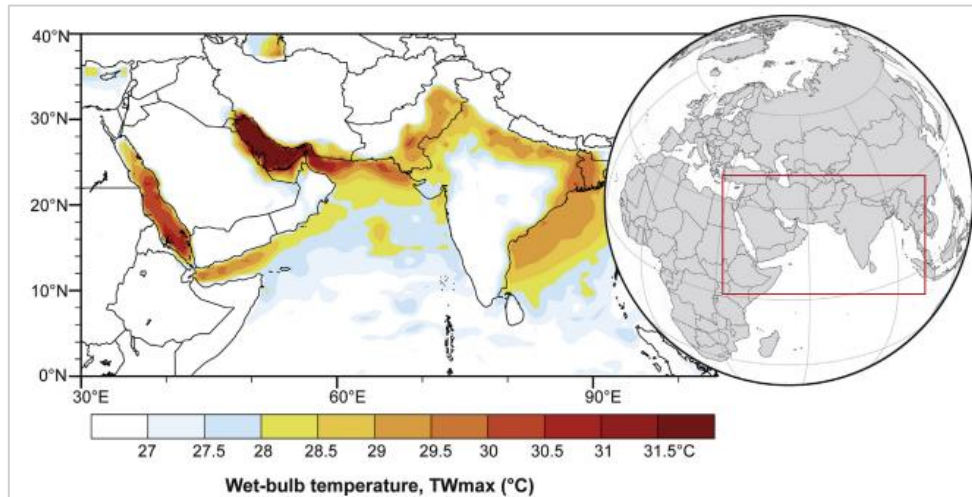 40°N
30°N
20°N
10°N
0°N
30°E 60°E 90°E
27 27.5 28 28.5 29 29.5 30 30.5 31 31.5°C
Wet-bulb temperature, TWmax (°C)